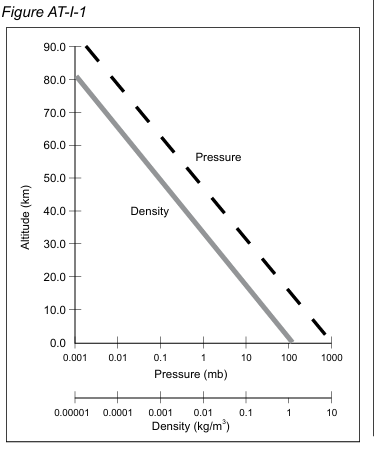 Figure AT-I-1
90.0
80.0
70.0
60.0
50.0
40.0
30.0
20.0
10.0
0.0
Altitude (km)
Pressure
Density
0.001 0.01 0.1 1 10 100 1000
Pressure (mb)
0.00001 0.0001 0.001 0.01 0.1 1 10
Density (kg/m³)